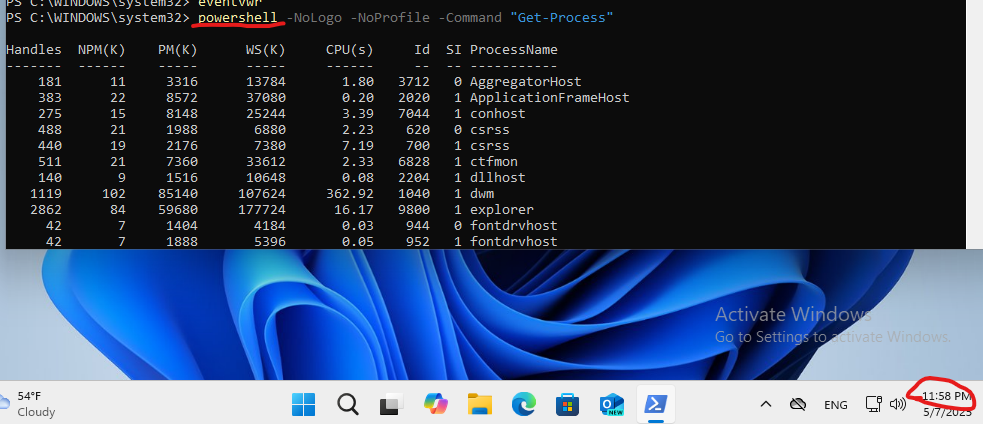 PS C:\WINDOWS\system32> eventvwr
PS C:\WINDOWS\system32> powershell -NoLogo -NoProfile -Command "Get-Process"
Handles NPM(K) PM(K) WS(K) CPU(s) Id SI ProcessName
------- ------ ----- ----- ------ -- -- -----------
181 11 3316 13784 1.80 3712 0 AggregatorHost
383 22 8572 37080 0.20 2020 1 ApplicationFrameHost
275 15 8148 25244 3.39 7044 1 conhost
488 21 1988 6880 2.23 620 0 csrss
440 19 2176 7380 7.19 700 1 csrss
511 21 7360 33612 2.33 6828 1 ctfmon
140 9 1516 10648 0.08 2204 1 dllhost
1119 102 85140 107624 362.92 1040 1 dwm
2862 84 59680 177724 16.17 9800 1 explorer
42 7 1404 4184 0.03 944 0 fontdrvhost
42 7 1888 5396 0.05 952 1 fontdrvhost
Activate Windows
Go to Settings to activate Windows.
54°F
Cloudy
NEW
ENG
11:58 PM
5/7/2025